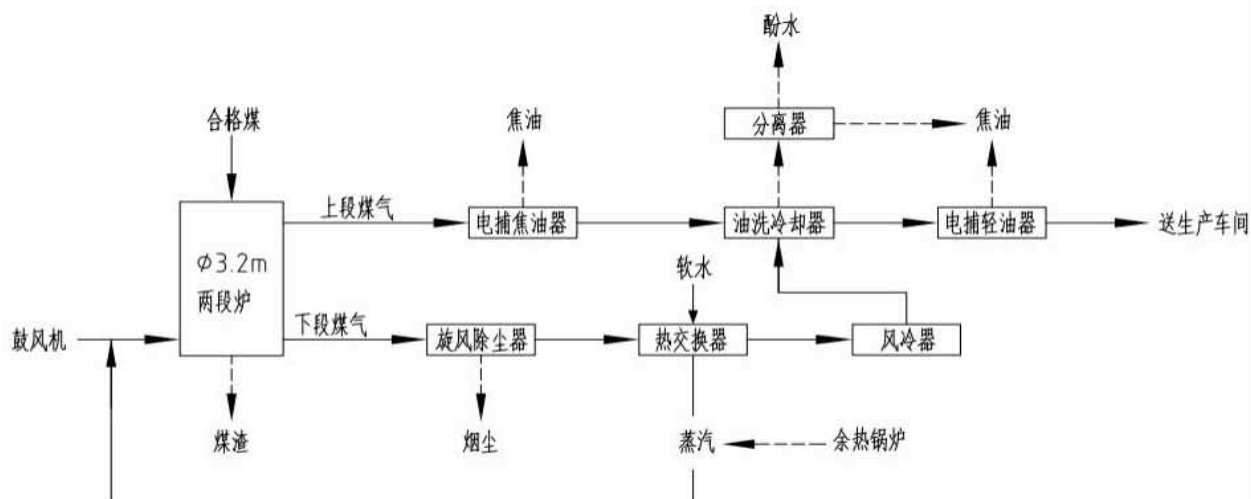 酚水
合格煤
焦油
分离器
焦油
上段煤气
电捕焦油器
油洗冷却器
电捕轻油器
送生产车间
φ3.2m
两段炉
软水
鼓风机
下段煤气
旋风除尘器
热交换器
风冷器
煤渣
烟尘
蒸汽
余热锅炉